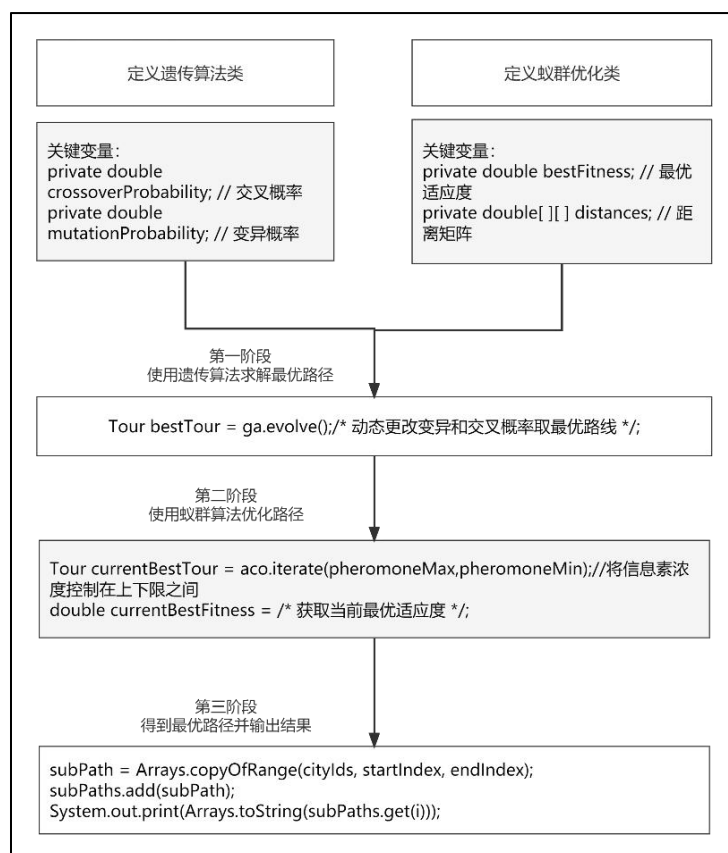 定义遗传算法类
定义蚁群优化类
关键变量：
private double
crossoverProbability; // 交叉概率
private double
mutationProbability; // 变异概率
关键变量：
private double bestFitness; // 最优
适应度
private double[ ][ ] distances; // 距
离矩阵
第一阶段
使用遗传算法求解最优路径
Tour bestTour = ga.evolve();/* 动态更改变异和交叉概率取最优路线 */;
第二阶段
使用蚁群算法优化路径
Tour currentBestTour = aco.iterate(pheromoneMax,pheromoneMin);//将信息素浓
度控制在上下限之间
double currentBestFitness = /* 获取当前最优适应度 */;
第三阶段
得到最优路径并输出结果
subPath = Arrays.copyOfRange(cityIds, startIndex, endIndex);
subPaths.add(subPath);
System.out.print(Arrays.toString(subPaths.get(i)));